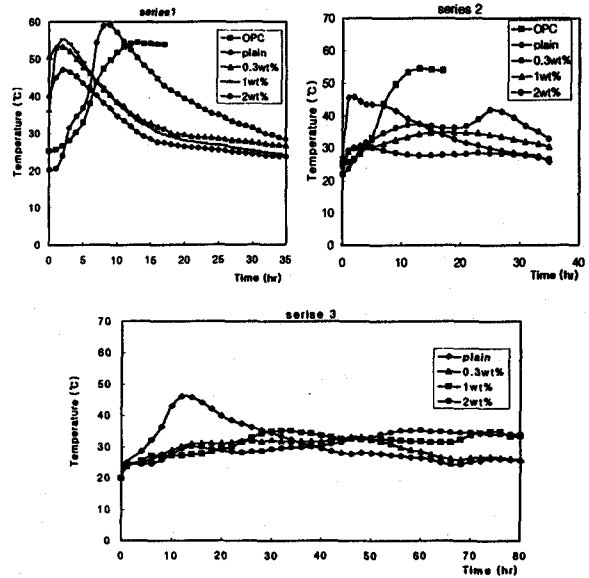 series1
Temperature (℃)
60
50
40
30
20
10
0
OPC
plain
0.3wt%
1wt%
2wt%
0 5 10 15 20 25 30 35
Time (hr)
series 2
Temperature (℃)
70
60
50
40
30
20
10
0
OPC
plain
0.3wt%
1wt%
2wt%
0 10 20 30 40
Time (hr)
series 3
Temperature (℃)
70
60
50
40
30
20
10
0
plain
0.3wt%
1wt%
2wt%
0 10 20 30 40 50 60 70 80
Time (hr)